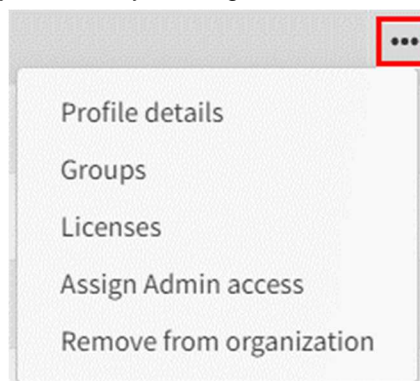 Profile details
Groups
Licenses
Assign Admin access
Remove from organization